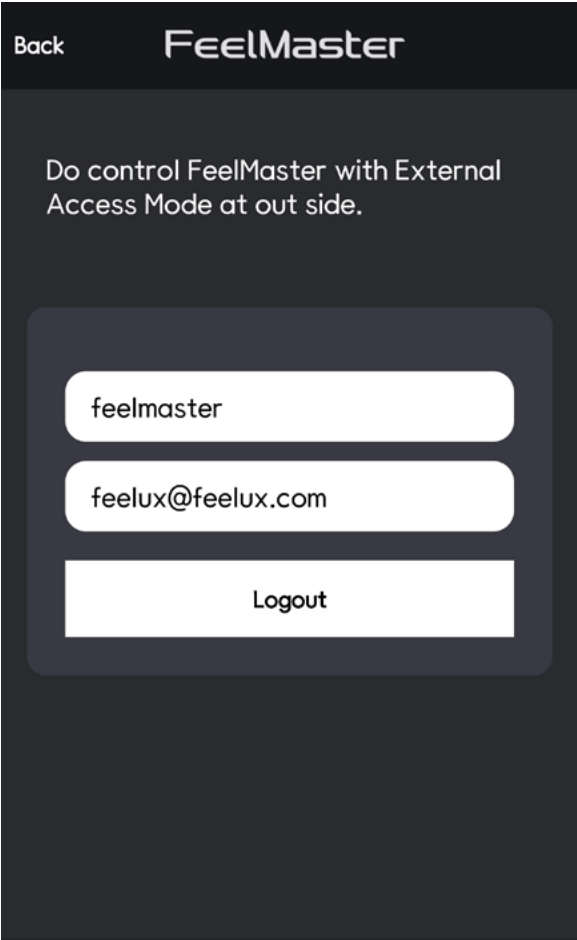 Back
FeelMaster
Do control FeelMaster with External
Access Mode at out side.
feelmaster
feelux@feelux.com
Logout